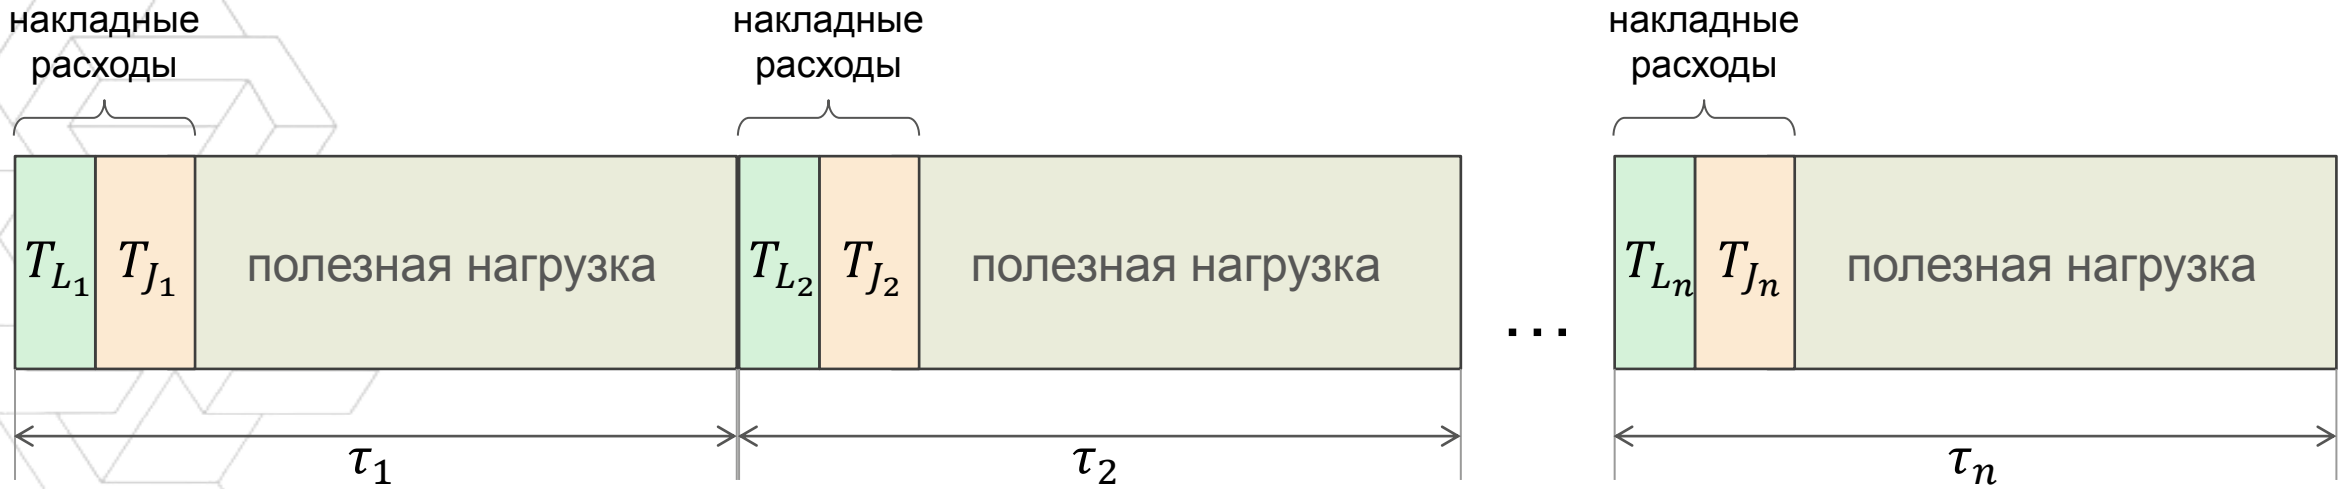 накладные
расходы
накладные
расходы
накладные
расходы
T_{L_1} T_{J_1} полезная нагрузка
T_{L_2} T_{J_2} полезная нагрузка
...
T_{L_n} T_{J_n} полезная нагрузка
τ_1
τ_2
τ_n